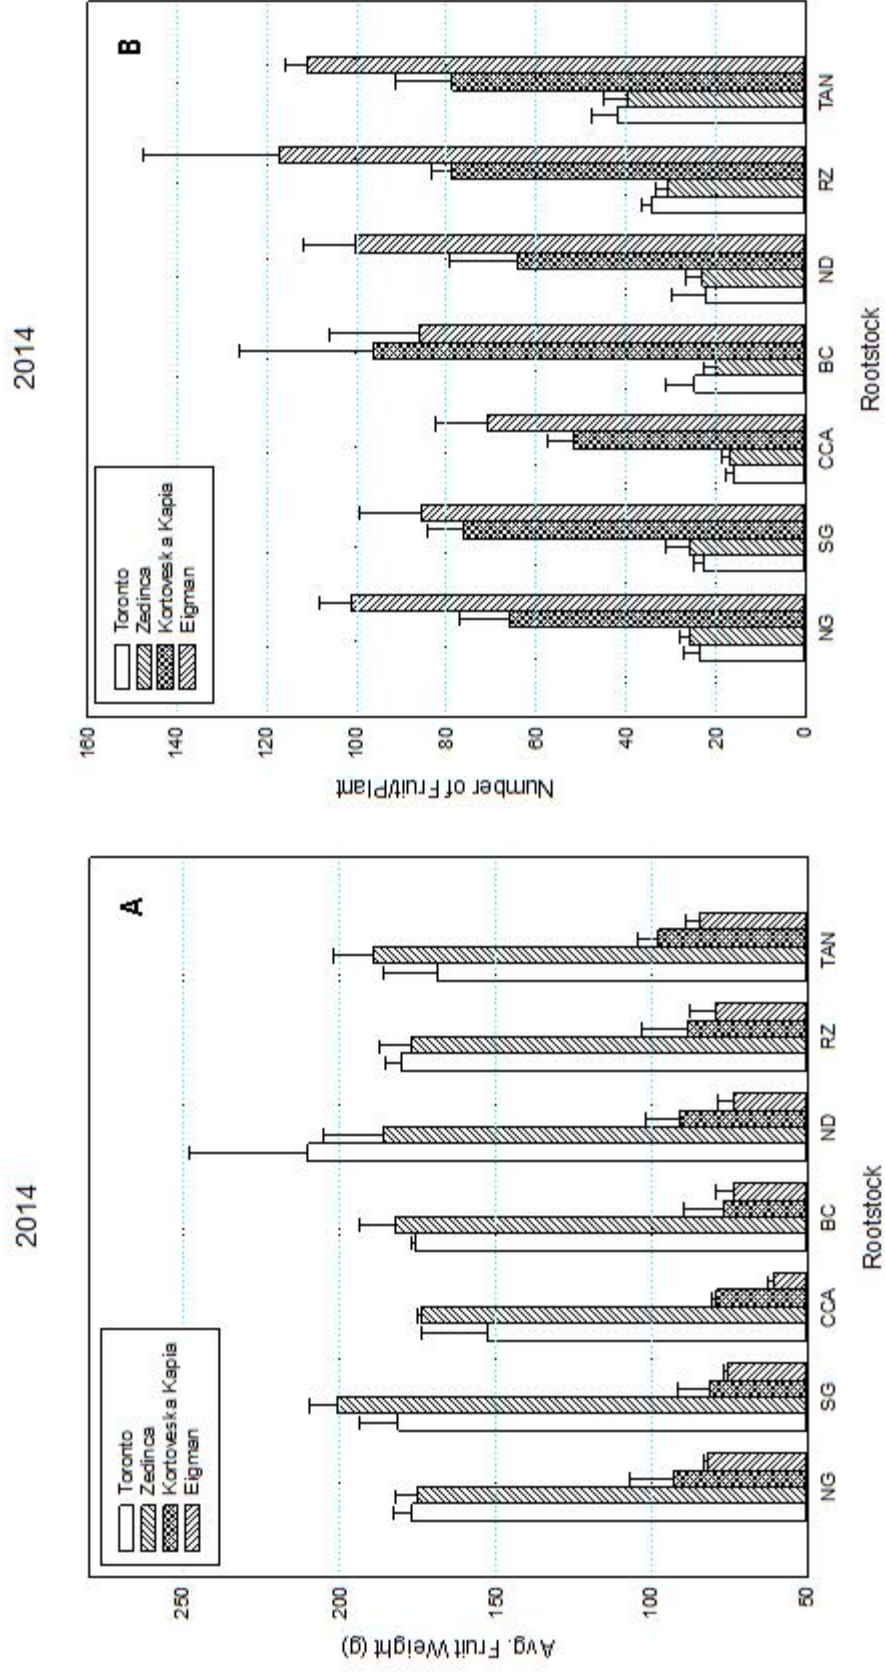 2014
A
Toronto
Zedinca
Kortoveska Kapia
Eigman
Avg. Fruit Weight (g)
250
200
150
100
50
NG SG CCA BC ND RZ TAN
Rootstock
2014
B
Toronto
Zedinca
Kortoveska Kapia
Eigman
Number of Fruit/Plant
160
140
120
100
80
60
40
20
0
NG SG CCA BC ND RZ TAN
Rootstock